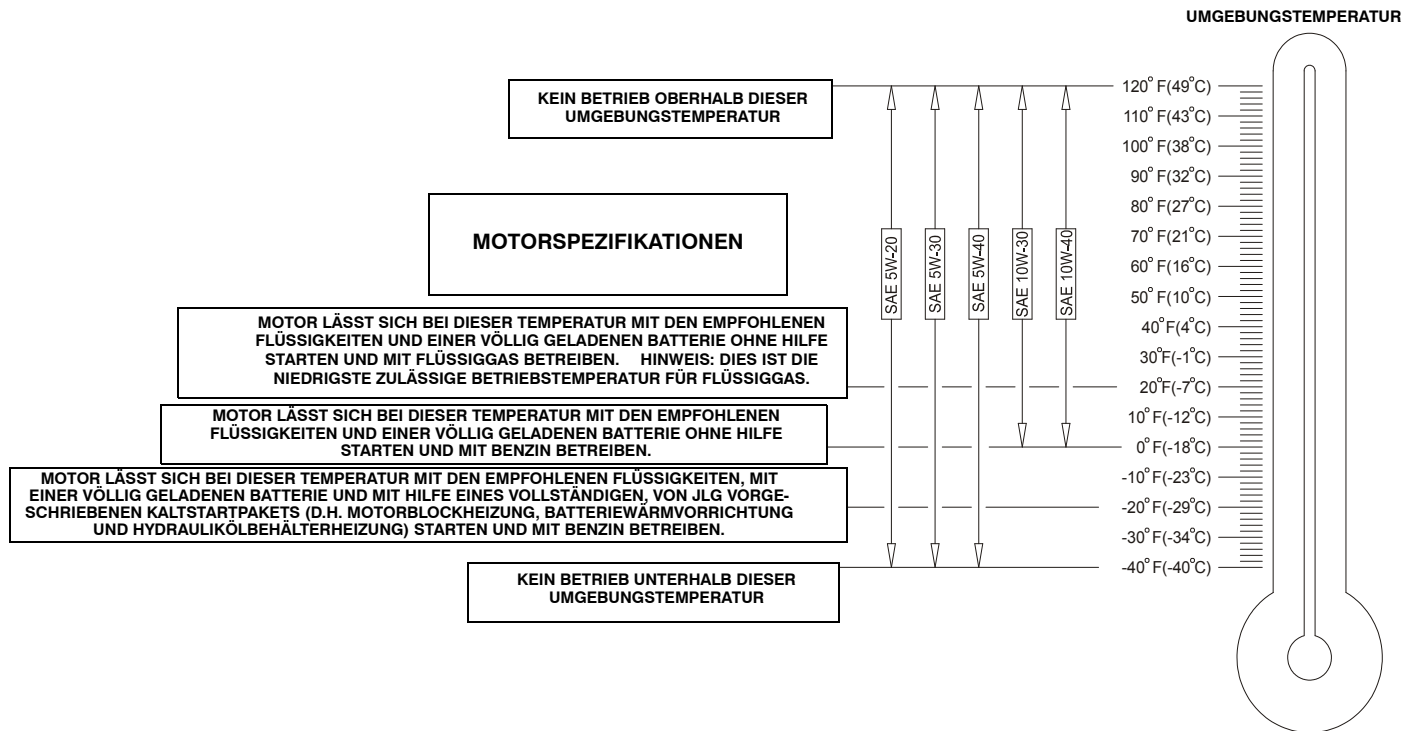 UMGEBUNGSTEMPERATUR
KEIN BETRIEB OBERHALB DIESER
UMGEBUNGSTEMPERATUR
MOTORSPEZIFIKATIONEN
MOTOR LÄSST SICH BEI DIESER TEMPERATUR MIT DEN EMPFOHLENEN
FLÜSSIGKEITEN UND EINER VÖLLIG GELADENEN BATTERIE OHNE HILFE
STARTEN UND MIT FLÜSSIGGAS BETREIBEN. HINWEIS: DIES IST DIE
NIEDRIGSTE ZULÄSSIGE BETRIEBSTEMPERATUR FÜR FLÜSSIGGAS.
MOTOR LÄSST SICH BEI DIESER TEMPERATUR MIT DEN EMPFOHLENEN
FLÜSSIGKEITEN UND EINER VÖLLIG GELADENEN BATTERIE OHNE HILFE
STARTEN UND MIT BENZIN BETREIBEN.
MOTOR LÄSST SICH BEI DIESER TEMPERATUR MIT DEN EMPFOHLENEN FLÜSSIGKEITEN, MIT
EINER VÖLLIG GELADENEN BATTERIE UND MIT HILFE EINES VOLLSTÄNDIGEN, VON JLG VORGE-
SCHRIEBENEN KALTSTARTPAKETS (D.H. MOTORBLOCKHEIZUNG, BATTERIEWÄRMVORRICHTUNG
UND HYDRAULIKÖLBEHÄLTERHEIZUNG) STARTEN UND MIT BENZIN BETREIBEN.
KEIN BETRIEB UNTERHALB DIESER
UMGEBUNGSTEMPERATUR
SAE 5W-20
SAE 5W-30
SAE 5W-40
SAE 10W-30
SAE 10W-40
120° F(49°C)
110° F(43°C)
100° F(38°C)
90° F(32°C)
80° F(27°C)
70° F(21°C)
60° F(16°C)
50° F(10°C)
40°F(4°C)
30°F(-1°C)
20°F(-7°C)
10° F(-12°C)
0° F(-18°C)
-10° F(-23°C)
-20° F(-29°C)
-30° F(-34°C)
-40° F(-40°C)